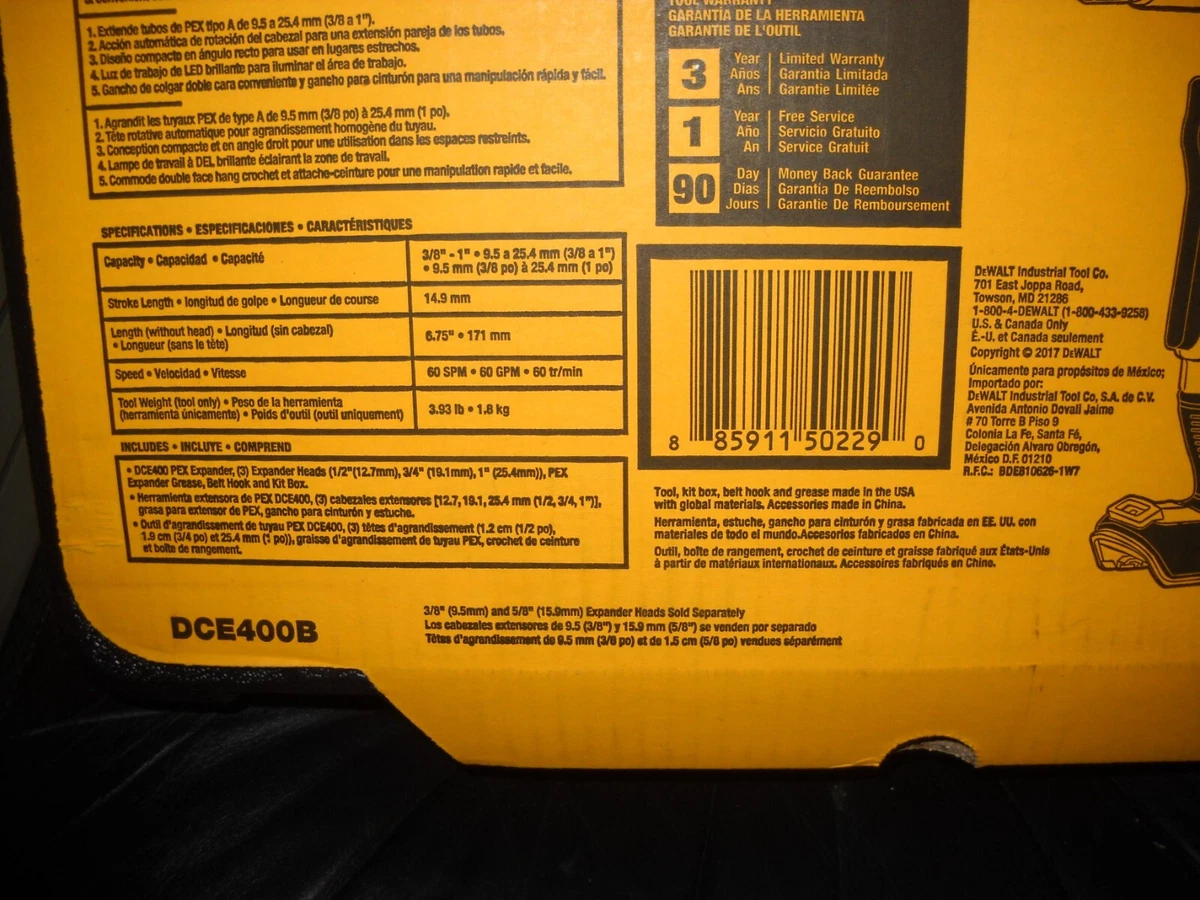 1. Extiende tubos de PEX tipo A de 9.5 a 25.4 mm (3/8 a 1").
2. Acción automática de rotación del cabezal para una extensión pareja de los tubos.
3. Diseño compacto en ángulo recto para usar en lugares estrechos.
4. Luz de trabajo de LED brillante para iluminar el área de trabajo.
5. Gancho de colgar doble cara conveniente y gancho para cinturón para una manipulación rápida y fácil.
1. Agrandit les tuyaux PEX de type A de 9.5 mm (3/8 po) à 25.4 mm (1 po).
2. Tête rotative automatique pour agrandissement homogène du tuyau.
3. Conception compacte et en angle droit pour une utilisation dans les espaces restreints.
4. Lampe de travail à DEL brillante éclairant la zone de travail.
5. Commode double face hang crochet et attache-ceinture pour une manipulation rapide et facile.
TOOL WARRANTY
GARANTÍA DE LA HERRAMIENTA
GARANTIE DE L'OUTIL
3 Year Limited Warranty
Años Garantía Limitada
Ans Garantie Limitée
1 Year Free Service
Año Servicio Gratuito
An Service Gratuit
90 Day Money Back Guarantee
Dias Garantía De Reembolso
Jours Garantie De Remboursement
SPECIFICATIONS • ESPECIFICACIONES • CARACTÉRISTIQUES
Capacity • Capacidad • Capacité
3/8" - 1" • 9.5 a 25.4 mm (3/8 a 1")
• 9.5 mm (3/8 po) à 25.4 mm (1 po)
Stroke Length • longitud de golpe • Longueur de course
14.9 mm
Length (without head) • Longitud (sin cabezal)
• Longueur (sans le tête)
6.75" • 171 mm
Speed • Velocidad • Vitesse
60 SPM • 60 GPM • 60 tr/min
Tool Weight (tool only) • Peso de la herramienta
(herramienta únicamente) • Poids d'outil (outil uniquement)
3.93 lb • 1.8 kg
INCLUDES • INCLUYE • COMPREND
• DCE400 PEX Expander, (3) Expander Heads (1/2"(12.7mm), 3/4" (19.1mm), 1" (25.4mm)), PEX
Expander Grease, Belt Hook and Kit Box.
• Herramienta extensora de PEX DCE400, (3) cabezales extensores [12.7, 19.1, 25.4 mm (1/2, 3/4, 1")],
grasa para extensor de PEX, gancho para cinturón y estuche.
• Outil d'agrandissement de tuyau PEX DCE400, (3) têtes d'agrandissement (1.2 cm (1/2 po),
1.9 cm (3/4 po) et 25.4 mm (1 po)), graisse d'agrandissement de tuyau PEX, crochet de ceinture
et boîte de rangement.
8 85911 50229 0
DEWALT Industrial Tool Co.
701 East Joppa Road,
Towson, MD 21286
1-800-4-DEWALT (1-800-433-9258)
U.S. & Canada Only
É.-U. et Canada seulement
Copyright © 2017 DEWALT
Únicamente para propósitos de México;
Importado por:
DEWALT Industrial Tool Co, S.A. de C.V.
Avenida Antonio Dovali Jaime
# 70 Torre B Piso 9
Colonia La Fe, Santa Fé,
Delegación Alvaro Obregón,
México D.F. 01210
R.F.C.: BDE810626-1W7
Tool, kit box, belt hook and grease made in the USA
with global materials. Accessories made in China.
Herramienta, estuche, gancho para cinturón y grasa fabricada en EE. UU. con
materiales de todo el mundo.Accesorios fabricados en China.
Outil, boîte de rangement, crochet de ceinture et graisse fabriqué aux États-Unis
à partir de matériaux internationaux. Accessoires fabriqués en Chine.
DCE400B
3/8" (9.5mm) and 5/8" (15.9mm) Expander Heads Sold Separately
Los cabezales extensores de 9.5 (3/8") y 15.9 mm (5/8") se venden por separado
Têtes d'agrandissement de 9.5 mm (3/8 po) et de 1.5 cm (5/8 po) vendues séparément